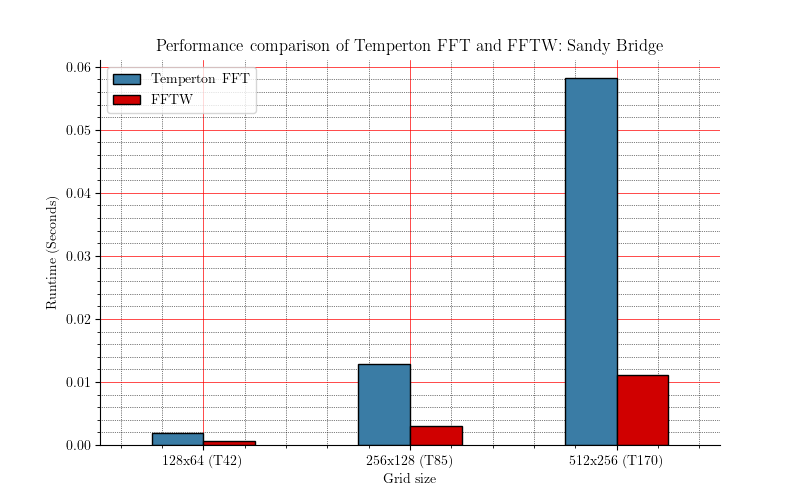 Performance comparison of Temperton FFT and FFTW: Sandy Bridge
Temperton FFT
FFTW
Runtime (Seconds)
0.06
0.05
0.04
0.03
0.02
0.01
0.00
128x64 (T42)
256x128 (T85)
512x256 (T170)
Grid size